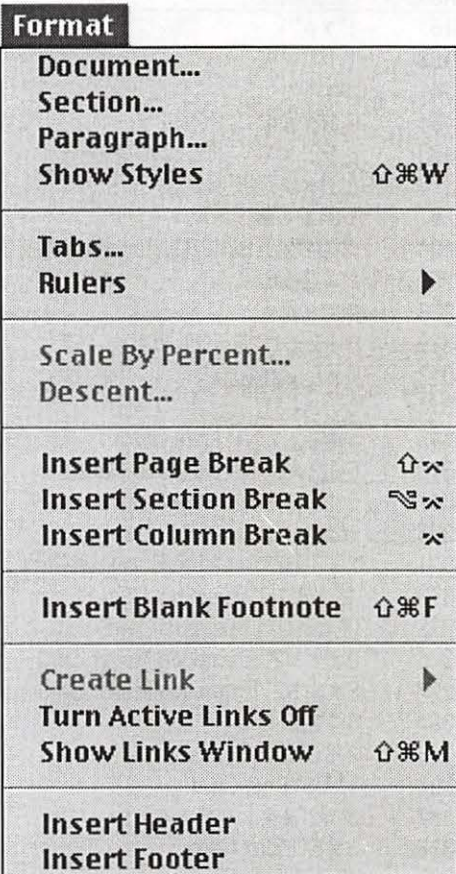 Format
Document...
Section...
Paragraph...
Show Styles ⇧⌘W
Tabs...
Rulers ▶
Scale By Percent...
Descent...
Insert Page Break ⇧⌤
Insert Section Break ⌥⌤
Insert Column Break ⌤
Insert Blank Footnote ⇧⌘F
Create Link ▶
Turn Active Links Off
Show Links Window ⇧⌘M
Insert Header
Insert Footer